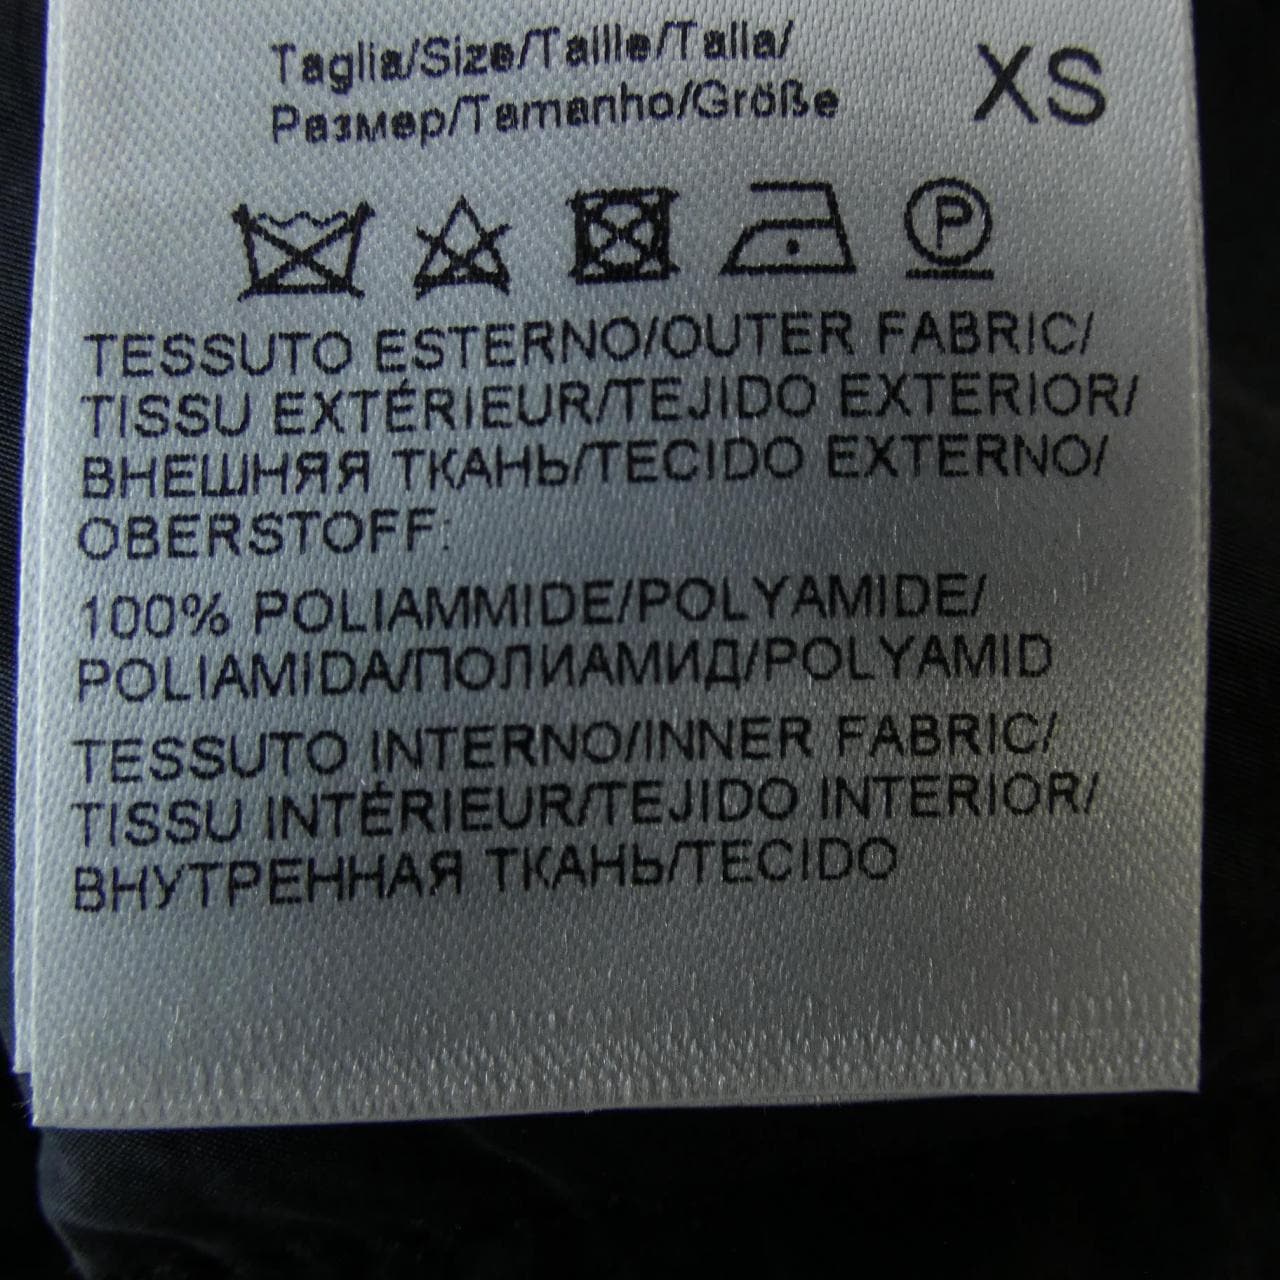 Taglia/Size/Taille/Talla/
Размер/Tamanho/Größe
XS
P
TESSUTO ESTERNO/OUTER FABRIC/
TISSU EXTÉRIEUR/TEJIDO EXTERIOR/
ВНЕШНЯЯ ТКАНЬ/TECIDO EXTERNO/
OBERSTOFF:
100% POLIAMMIDE/POLYAMIDE/
POLIAMIDA/ПОЛИАМИД/POLYAMID
TESSUTO INTERNO/INNER FABRIC/
TISSU INTÉRIEUR/TEJIDO INTERIOR/
ВНУТРЕННАЯ ТКАНЬ/TECIDO